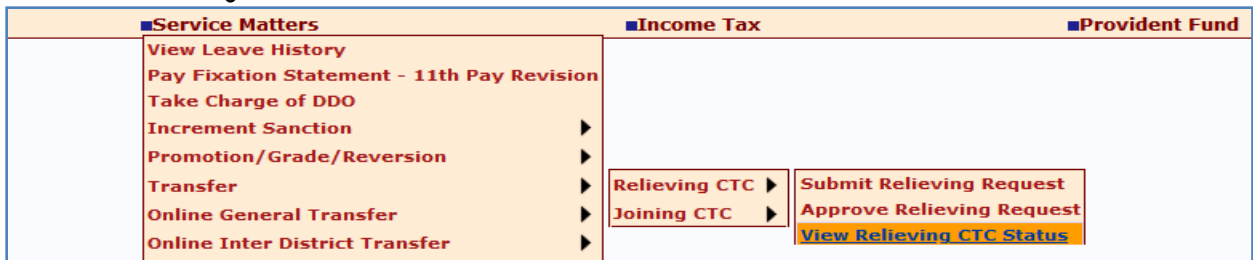 Service Matters Income Tax Provident Fund
View Leave History
Pay Fixation Statement - 11th Pay Revision
Take Charge of DDO
Increment Sanction
Promotion/Grade/Reversion
Transfer
Online General Transfer
Online Inter District Transfer
Relieving CTC
Joining CTC
Submit Relieving Request
Approve Relieving Request
View Relieving CTC Status